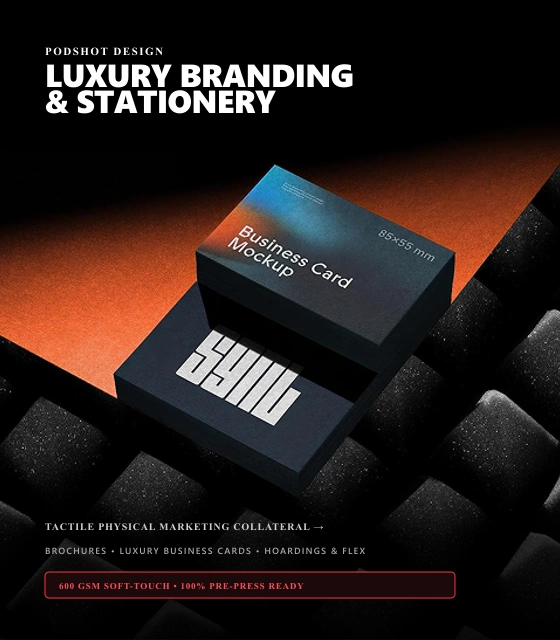 PODSHOT DESIGN
LUXURY BRANDING
& STATIONERY
85×55 mm
Business Card
Mockup
TACTILE PHYSICAL MARKETING COLLATERAL →
BROCHURES • LUXURY BUSINESS CARDS • HOARDINGS & FLEX
600 GSM SOFT-TOUCH • 100% PRE-PRESS READY